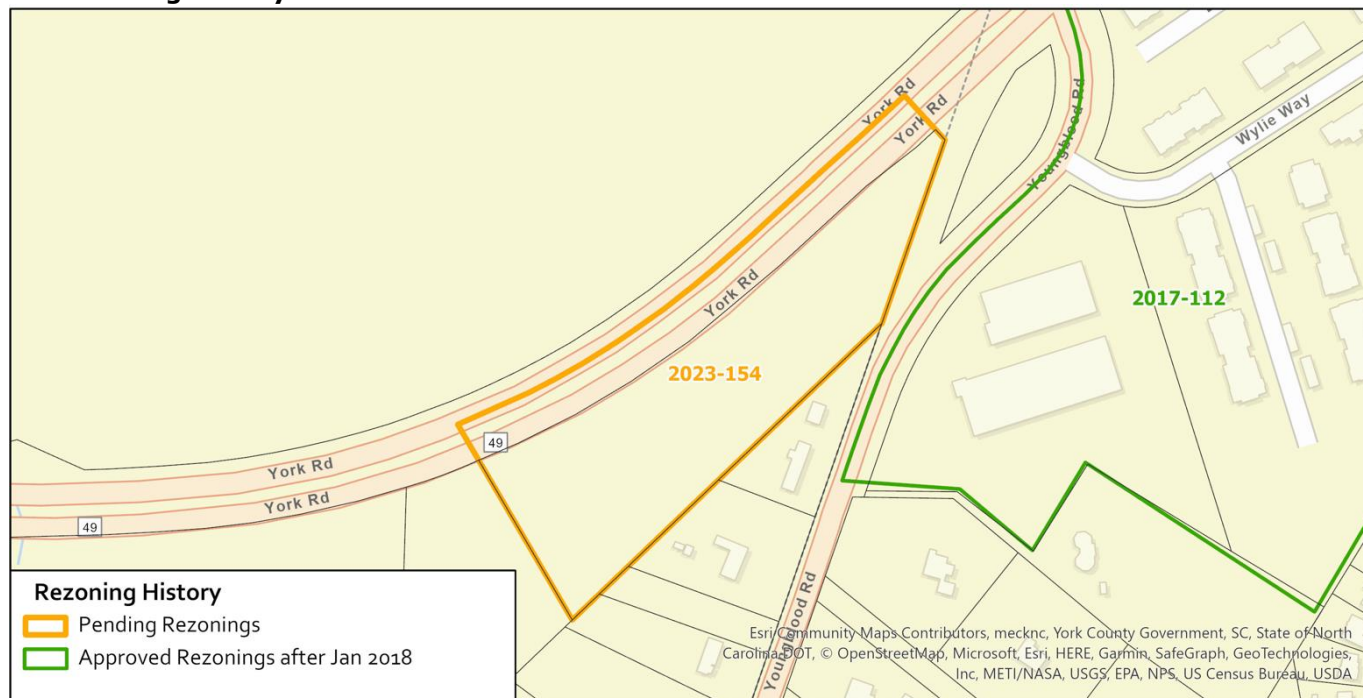 York Rd
York Rd
Youngblood Rd
Wylie Way
York Rd
2017-112
2023-154
49
York Rd
York Rd
49
Youngblood Rd
Rezoning History
Pending Rezonings
Approved Rezonings after Jan 2018
Esri Community Maps Contributors, mecknc, York County Government, SC, State of North
Carolina DOT, © OpenStreetMap, Microsoft, Esri, HERE, Garmin, SafeGraph, GeoTechnologies,
Inc, METI/NASA, USGS, EPA, NPS, US Census Bureau, USDA